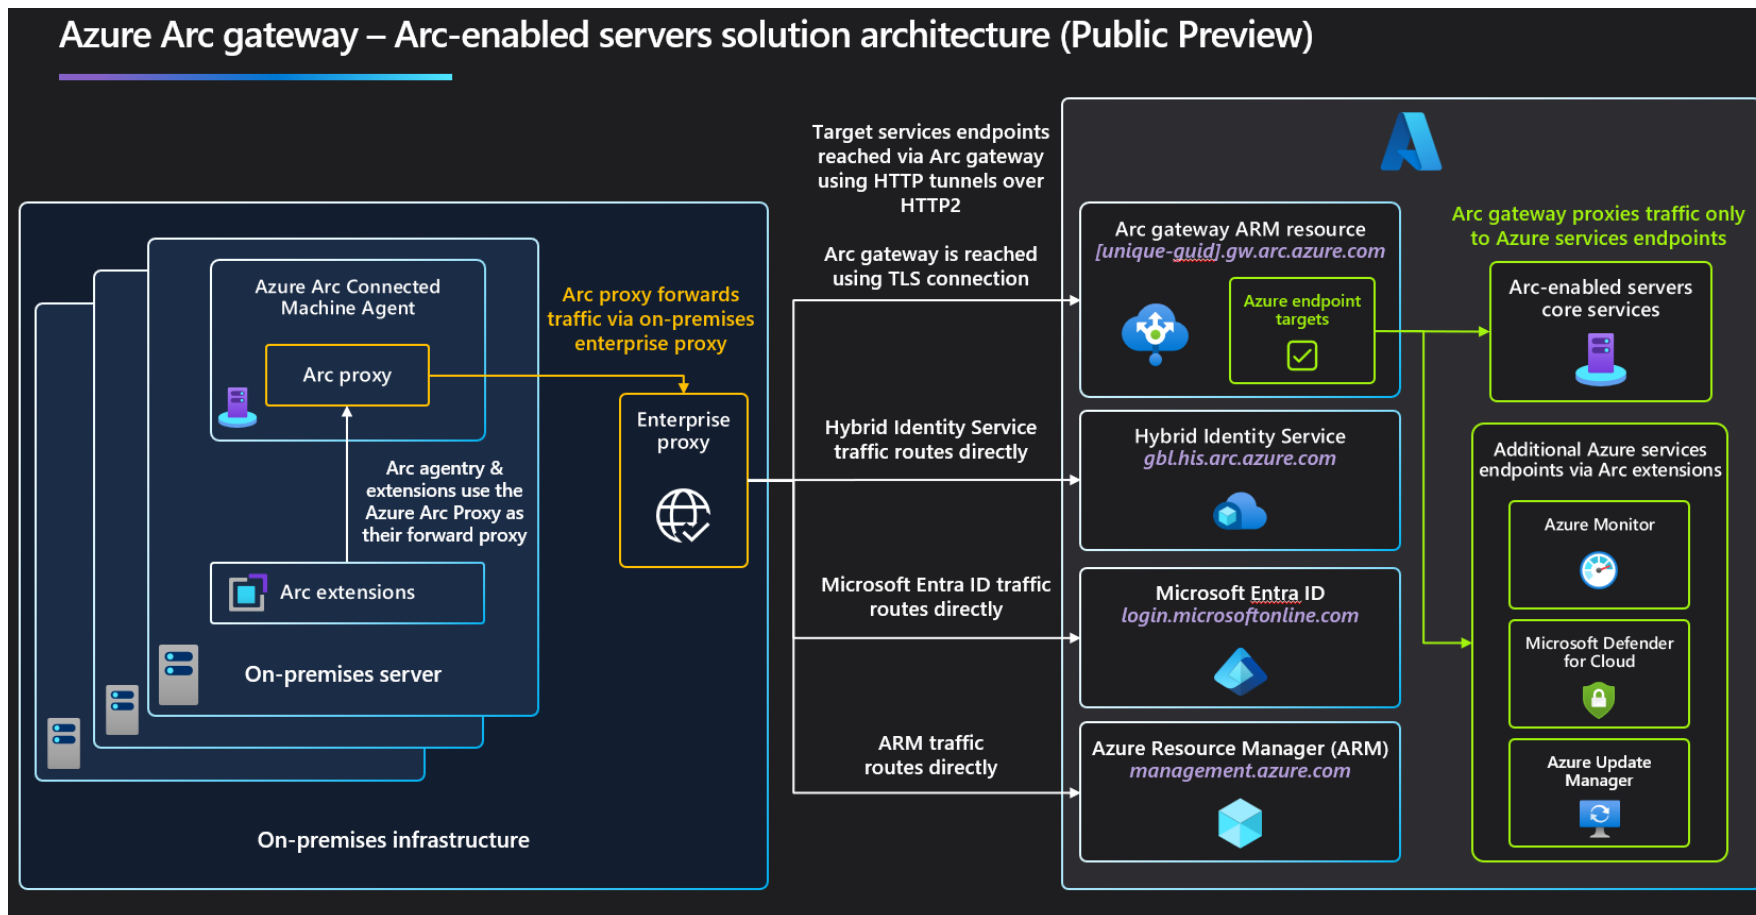 Azure Arc gateway – Arc-enabled servers solution architecture (Public Preview)
Azure Arc Connected
Machine Agent
Arc proxy
Arc agentry &
extensions use the
Azure Arc Proxy as
their forward proxy
Arc extensions
On-premises server
On-premises infrastructure
Arc proxy forwards
traffic via on-premises
enterprise proxy
Enterprise
proxy
Target services endpoints
reached via Arc gateway
using HTTP tunnels over
HTTP2
Arc gateway is reached
using TLS connection
Hybrid Identity Service
traffic routes directly
Microsoft Entra ID traffic
routes directly
ARM traffic
routes directly
Arc gateway ARM resource
[unique-guid].gw.arc.azure.com
Azure endpoint
targets
Hybrid Identity Service
gbl.his.arc.azure.com
Microsoft Entra ID
login.microsoftonline.com
Azure Resource Manager (ARM)
management.azure.com
Arc gateway proxies traffic only
to Azure services endpoints
Arc-enabled servers
core services
Additional Azure services
endpoints via Arc extensions
Azure Monitor
Microsoft Defender
for Cloud
Azure Update
Manager